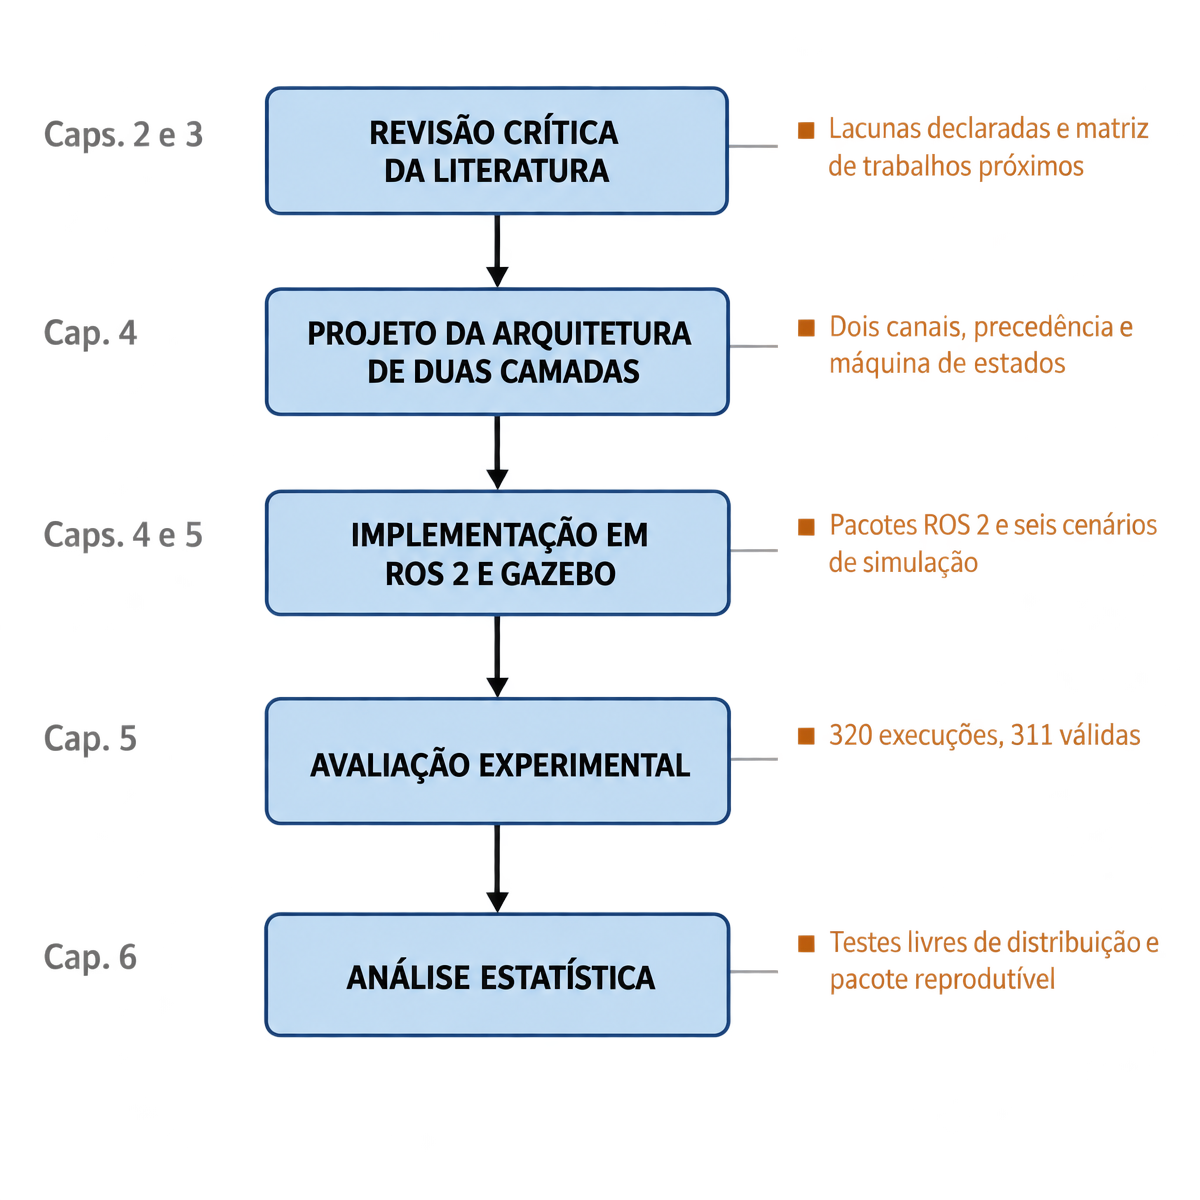 Caps. 2 e 3
REVISÃO CRÍTICA
DA LITERATURA
Lacunas declaradas e matriz
de trabalhos próximos
Cap. 4
PROJETO DA ARQUITETURA
DE DUAS CAMADAS
Dois canais, precedência e
máquina de estados
Caps. 4 e 5
IMPLEMENTAÇÃO EM
ROS 2 E GAZEBO
Pacotes ROS 2 e seis cenários
de simulação
Cap. 5
AVALIAÇÃO EXPERIMENTAL
320 execuções, 311 válidas
Cap. 6
ANÁLISE ESTATÍSTICA
Testes livres de distribuição e
pacote reprodutível